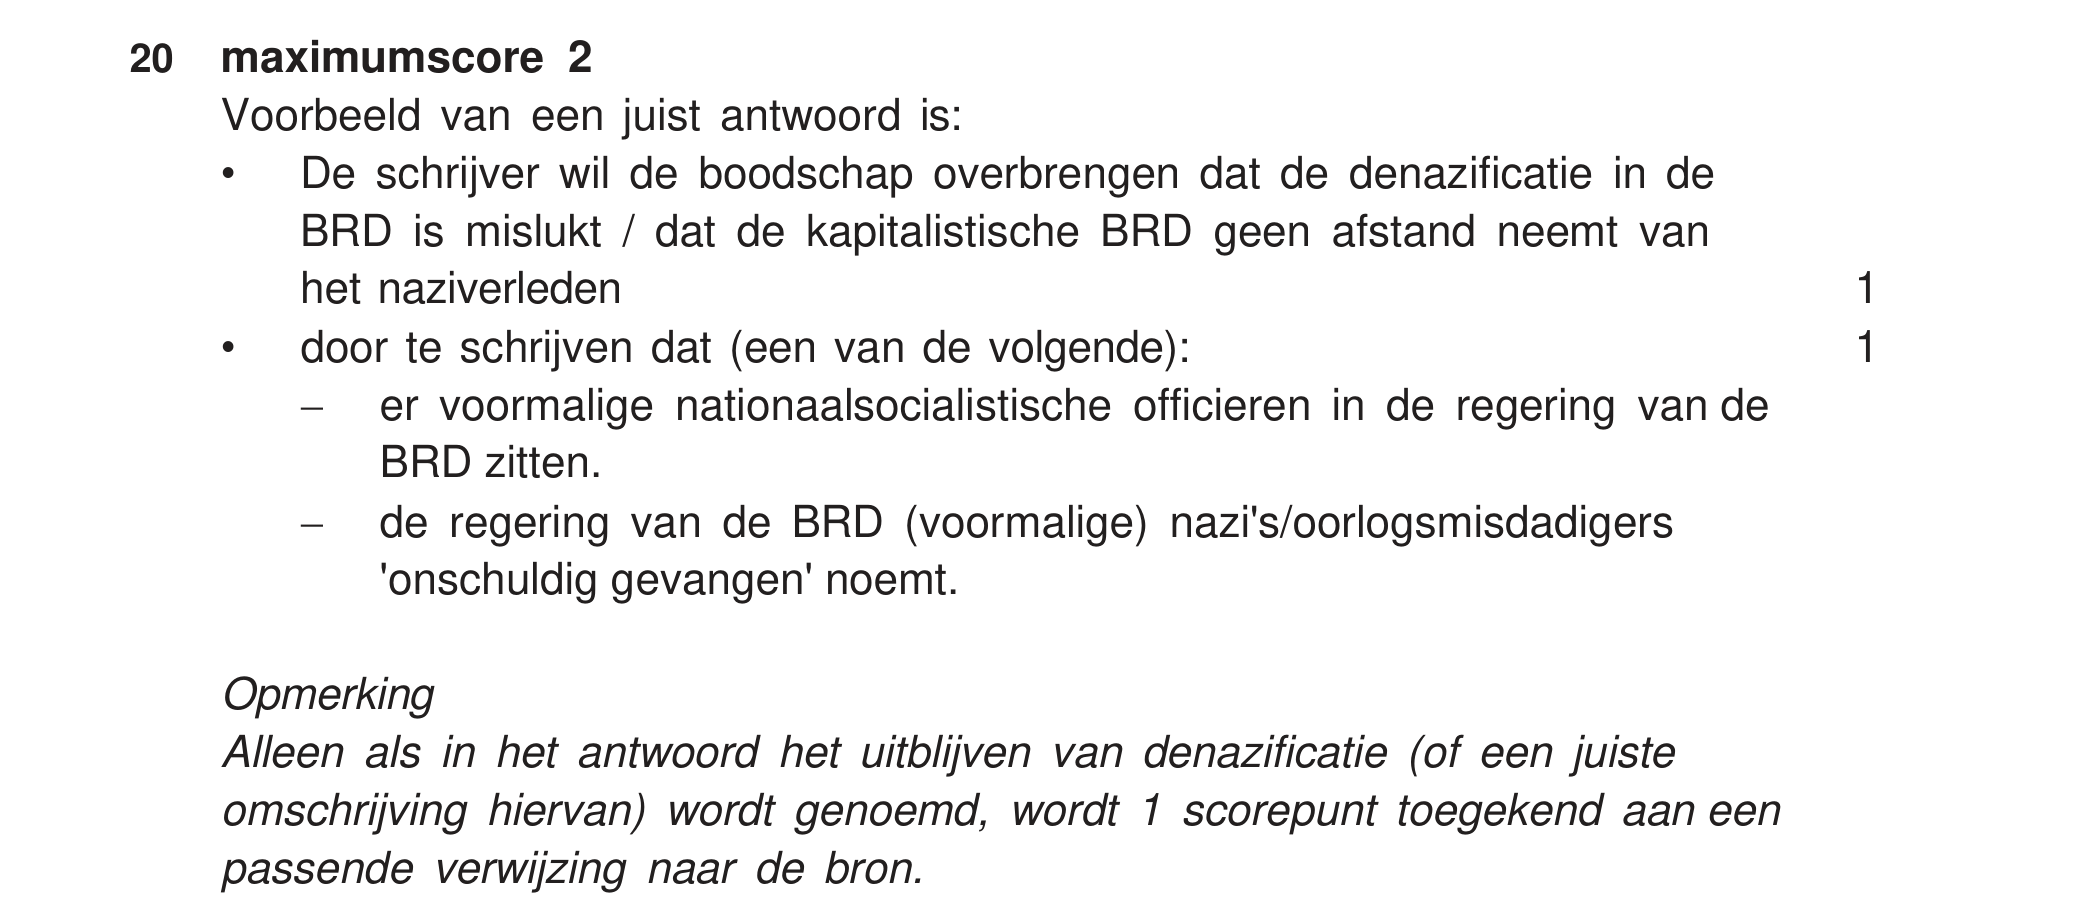 20 maximumscore 2
Voorbeeld van een juist antwoord is:
• De schrijver wil de boodschap overbrengen dat de denazificatie in de
BRD is mislukt / dat de kapitalistische BRD geen afstand neemt van
het naziverleden 1
• door te schrijven dat (een van de volgende): 1
– er voormalige nationaalsocialistische officieren in de regering van de
BRD zitten.
– de regering van de BRD (voormalige) nazi's/oorlogsmisdadigers
'onschuldig gevangen' noemt.
Opmerking
Alleen als in het antwoord het uitblijven van denazificatie (of een juiste
omschrijving hiervan) wordt genoemd, wordt 1 scorepunt toegekend aan een
passende verwijzing naar de bron.